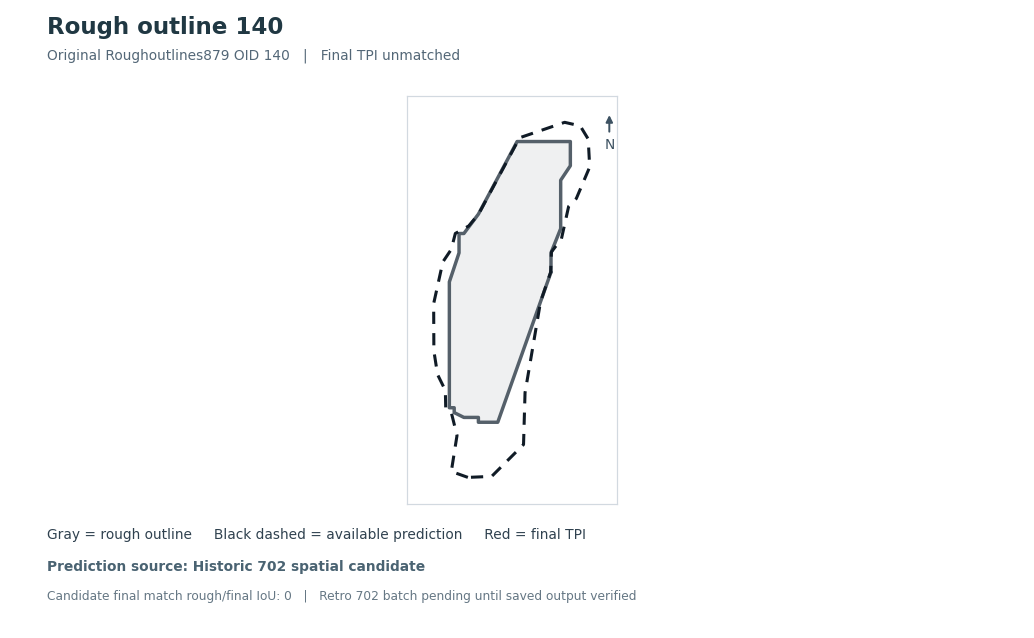 Rough outline 140
Original Roughoutlines879 OID 140   |   Final TPI unmatched
N
Gray = rough outline     Black dashed = available prediction     Red = final TPI
Prediction source: Historic 702 spatial candidate
Candidate final match rough/final IoU: 0   |   Retro 702 batch pending until saved output verified